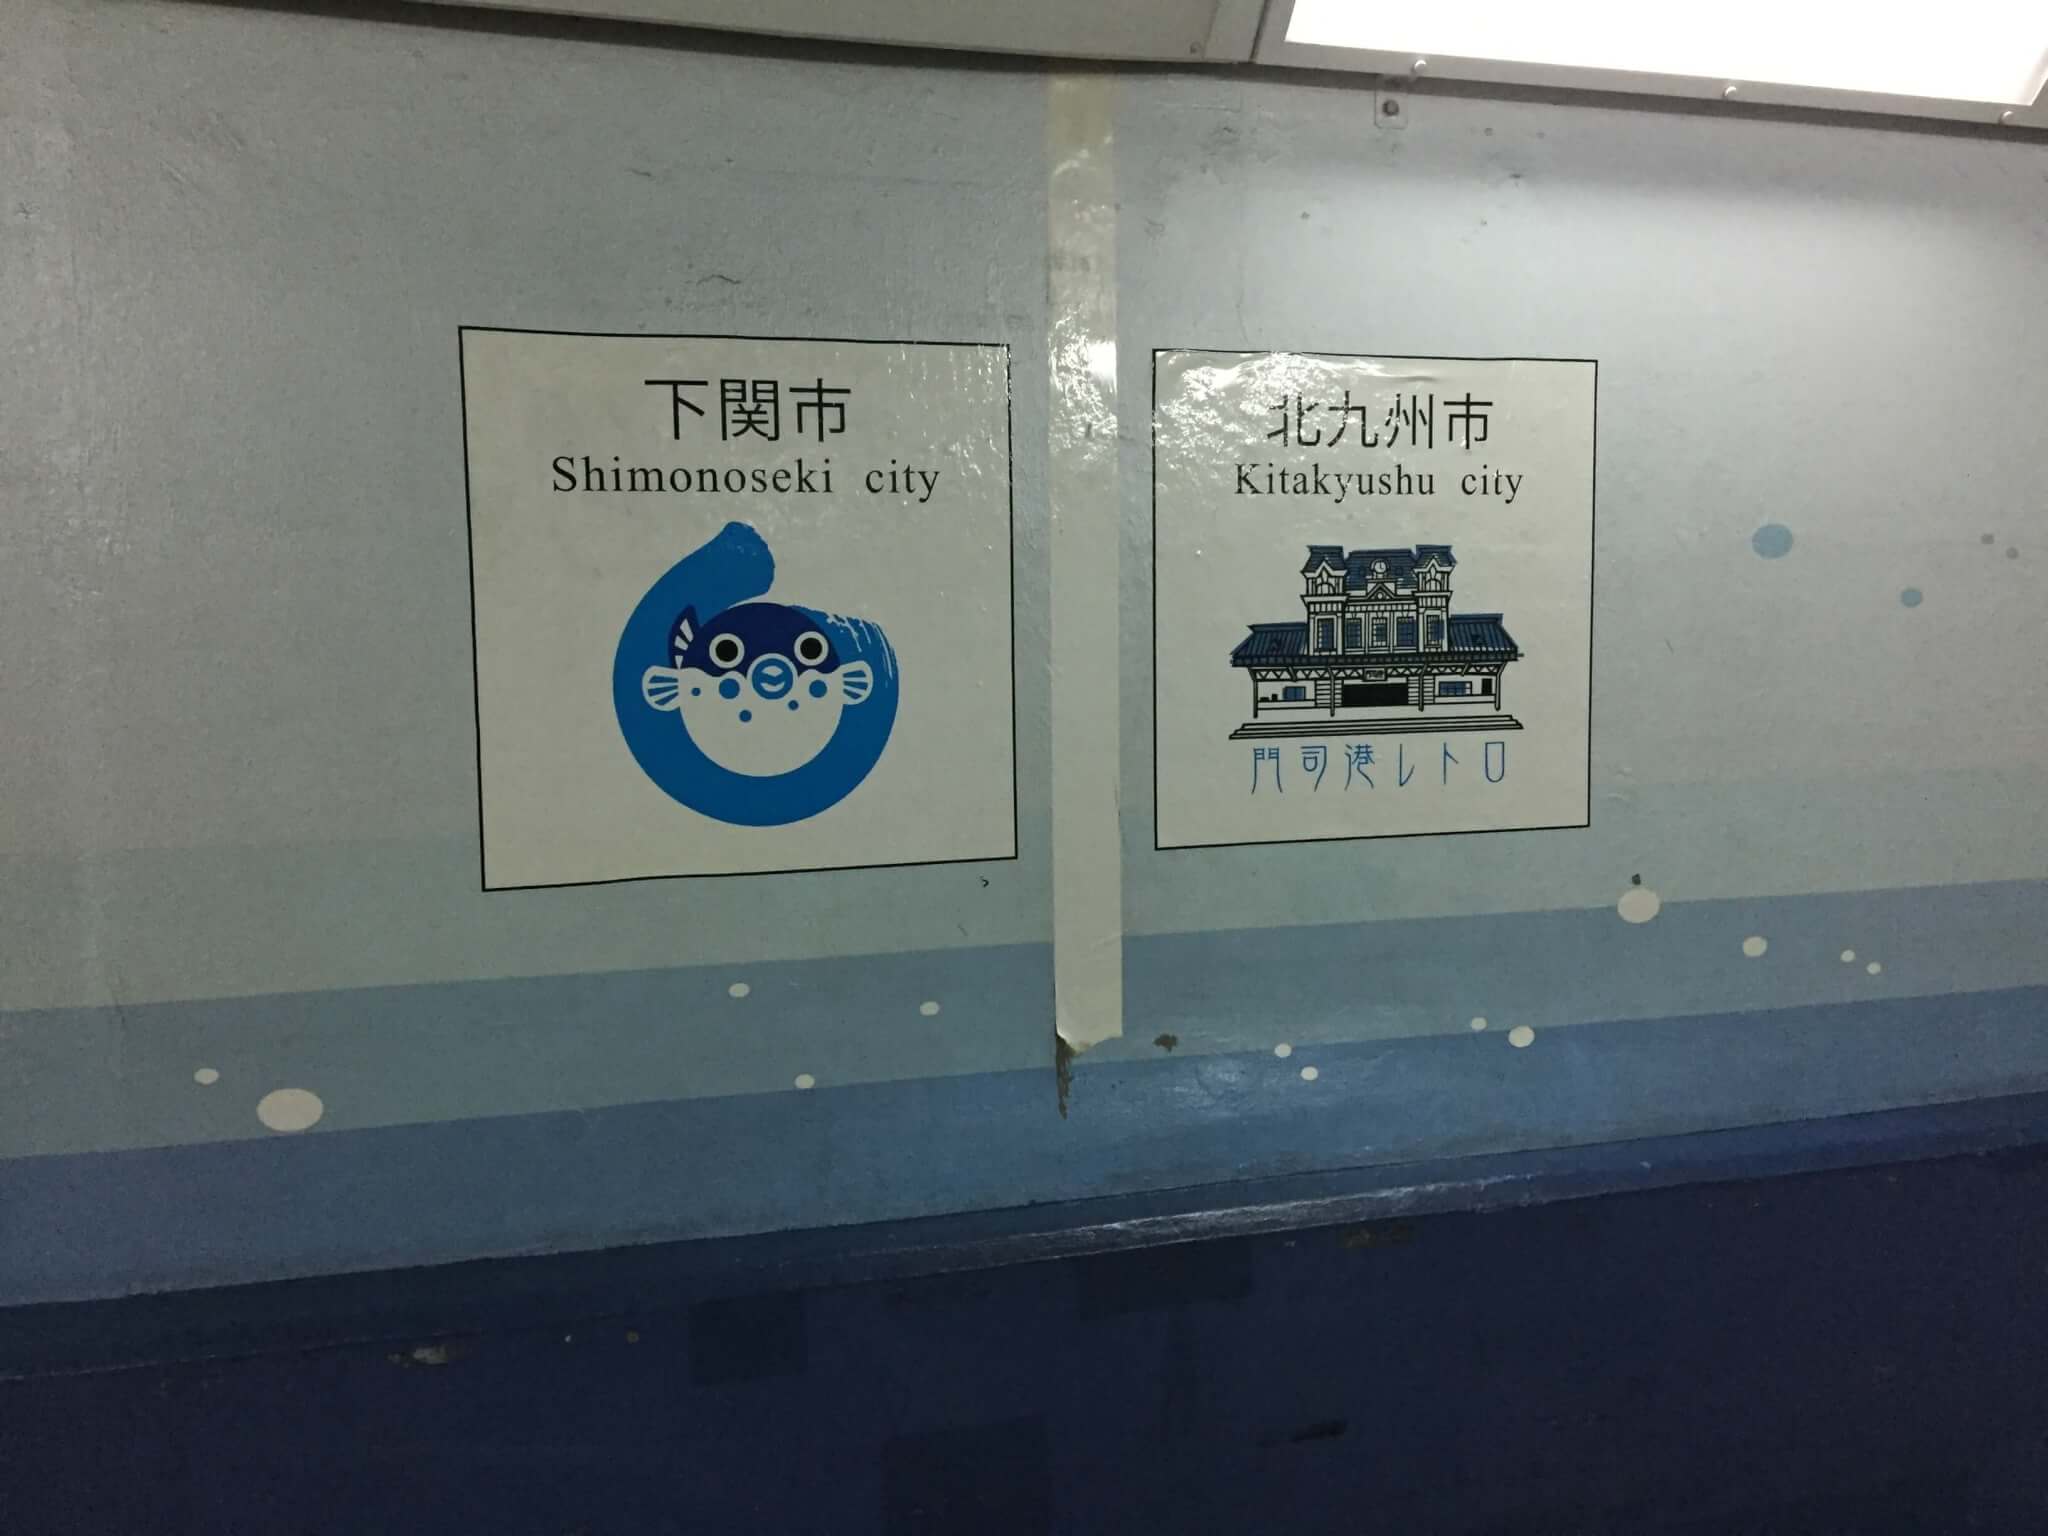 下関市
Shimonoseki city
北九州市
Kitakyushu city
門司港レトロ